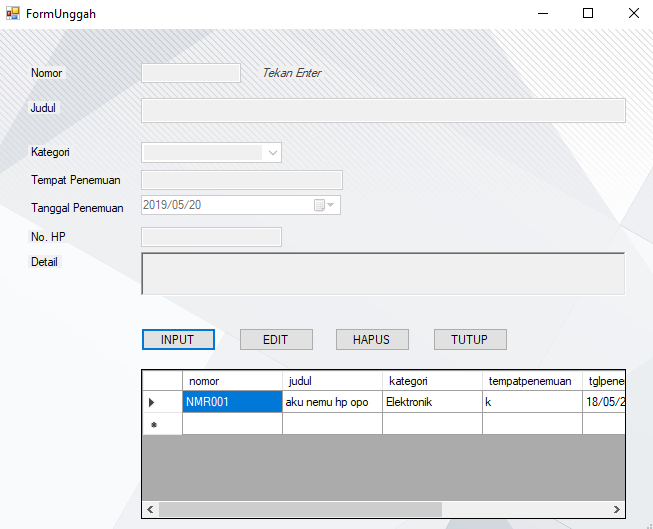 FormUnggah
Nomor Tekan Enter
Judul
Kategori
Tempat Penemuan
Tanggal Penemuan 2019/05/20
No. HP
Detail
INPUT EDIT HAPUS TUTUP
nomor judul kategori tempatpenemuan tglpene
NMR001 aku nemu hp opo Elektronik k 18/05/2